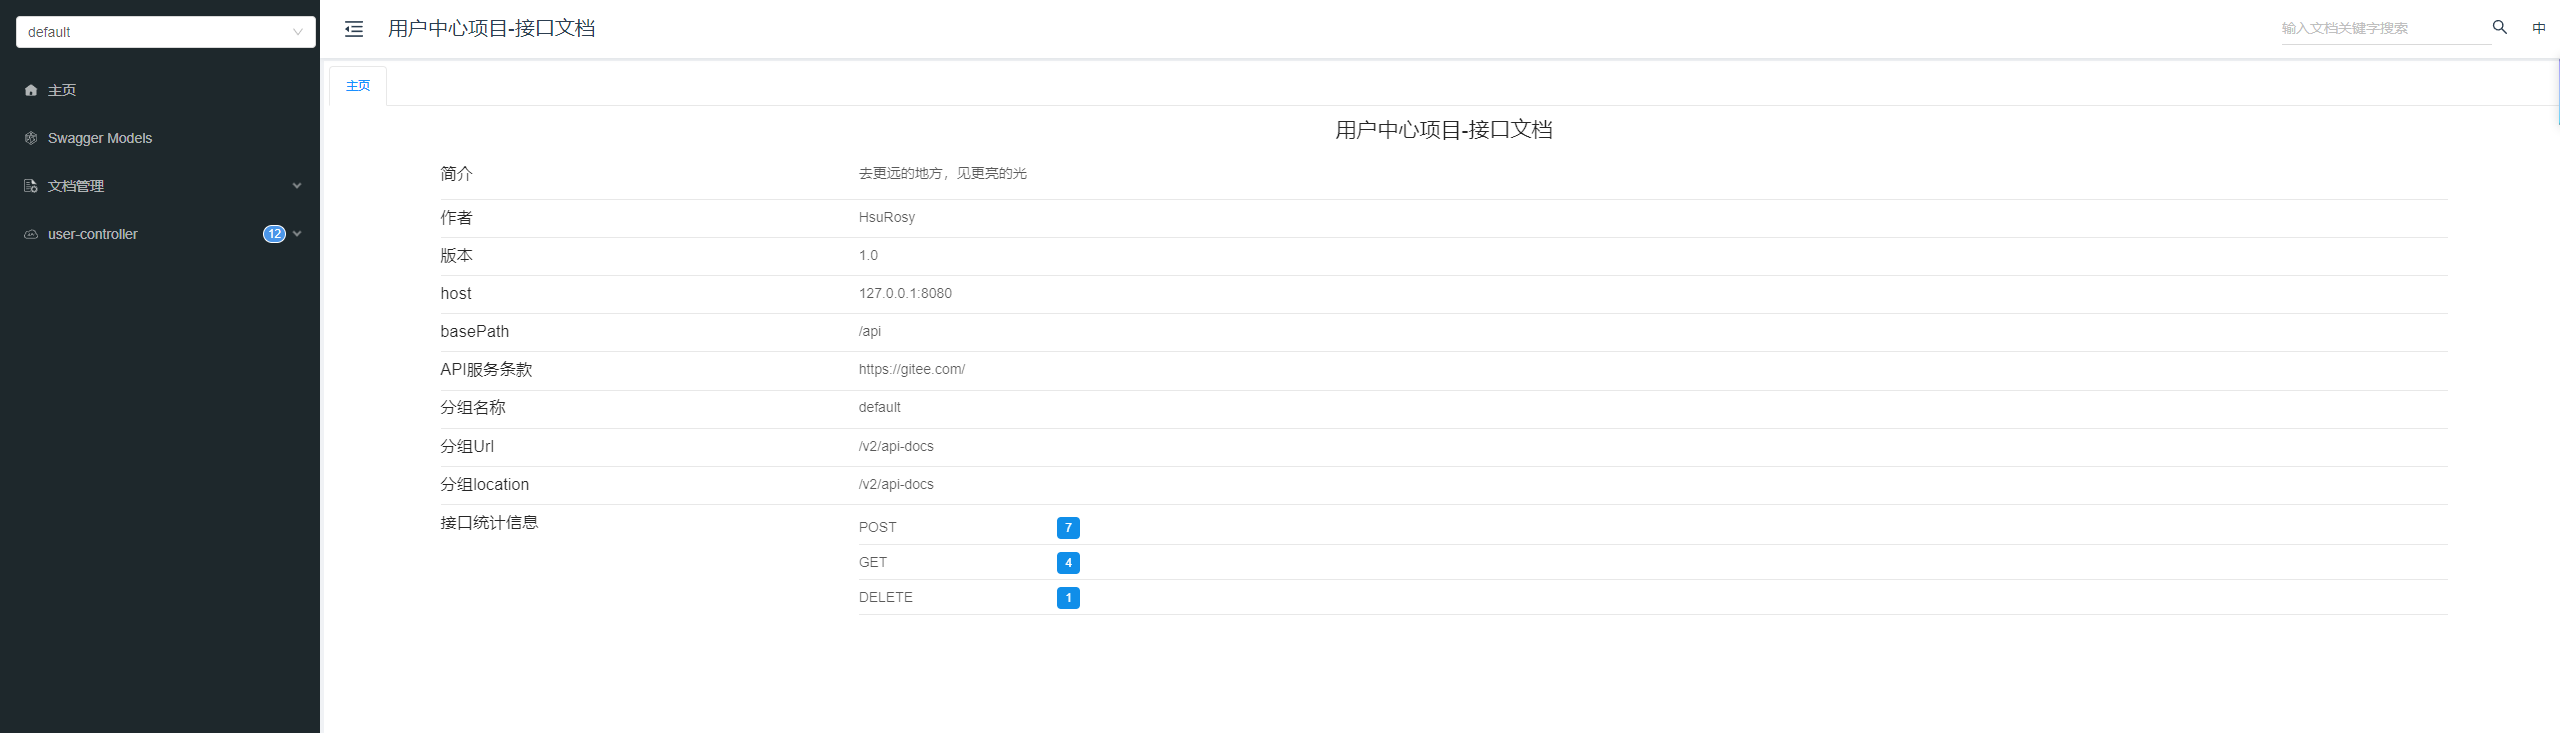 default
主页
Swagger Models
文档管理
user-controller 12
用户中心项目-接口文档
输入文档关键字搜索
中
主页
用户中心项目-接口文档
简介 去更远的地方，见更亮的光
作者 HsuRosy
版本 1.0
host 127.0.0.1:8080
basePath /api
API服务条款 https://gitee.com/
分组名称 default
分组Url /v2/api-docs
分组location /v2/api-docs
接口统计信息 POST 7
GET 4
DELETE 1